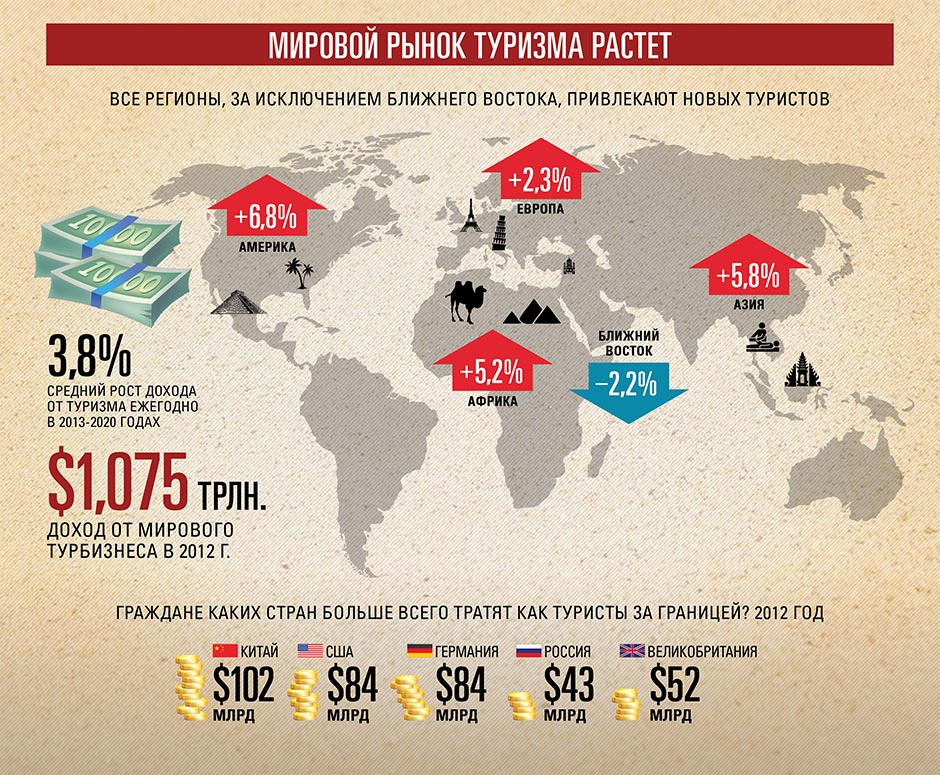 МИРОВОЙ РЫНОК ТУРИЗМА РАСТЕТ
ВСЕ РЕГИОНЫ, ЗА ИСКЛЮЧЕНИЕМ БЛИЖНЕГО ВОСТОКА, ПРИВЛЕКАЮТ НОВЫХ ТУРИСТОВ
+6,8%
АМЕРИКА
+2,3%
ЕВРОПА
+5,8%
АЗИЯ
+5,2%
АФРИКА
БЛИЖНИЙ
ВОСТОК
–2,2%
1000
1000
3,8%
СРЕДНИЙ РОСТ ДОХОДА
ОТ ТУРИЗМА ЕЖЕГОДНО
В 2013-2020 ГОДАХ
$1,075 ТРЛН.
ДОХОД ОТ МИРОВОГО
ТУРБИЗНЕСА В 2012 Г.
ГРАЖДАНЕ КАКИХ СТРАН БОЛЬШЕ ВСЕГО ТРАТЯТ КАК ТУРИСТЫ ЗА ГРАНИЦЕЙ? 2012 ГОД
КИТАЙ
$102
МЛРД
США
$84
МЛРД
ГЕРМАНИЯ
$84
МЛРД
РОССИЯ
$43
МЛРД
ВЕЛИКОБРИТАНИЯ
$52
МЛРД